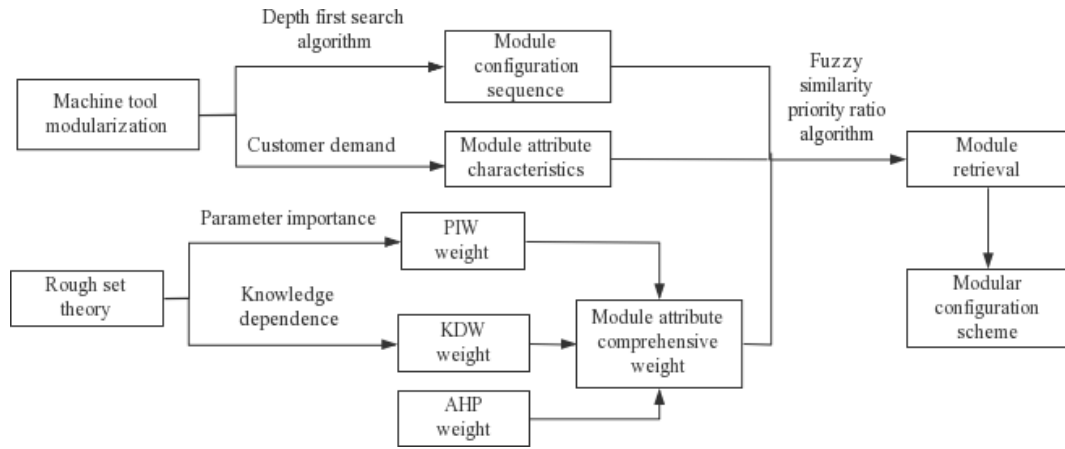 Depth first search
algorithm
Module
configuration
sequence
Fuzzy
similarity
priority ratio
algorithm
Machine tool
modularization
Customer demand
Module attribute
characteristics
Module
retrieval
Parameter importance
PIW
weight
Rough set
theory
Knowledge
dependence
KDW
weight
Module attribute
comprehensive
weight
Modular
configuration
scheme
AHP
weight